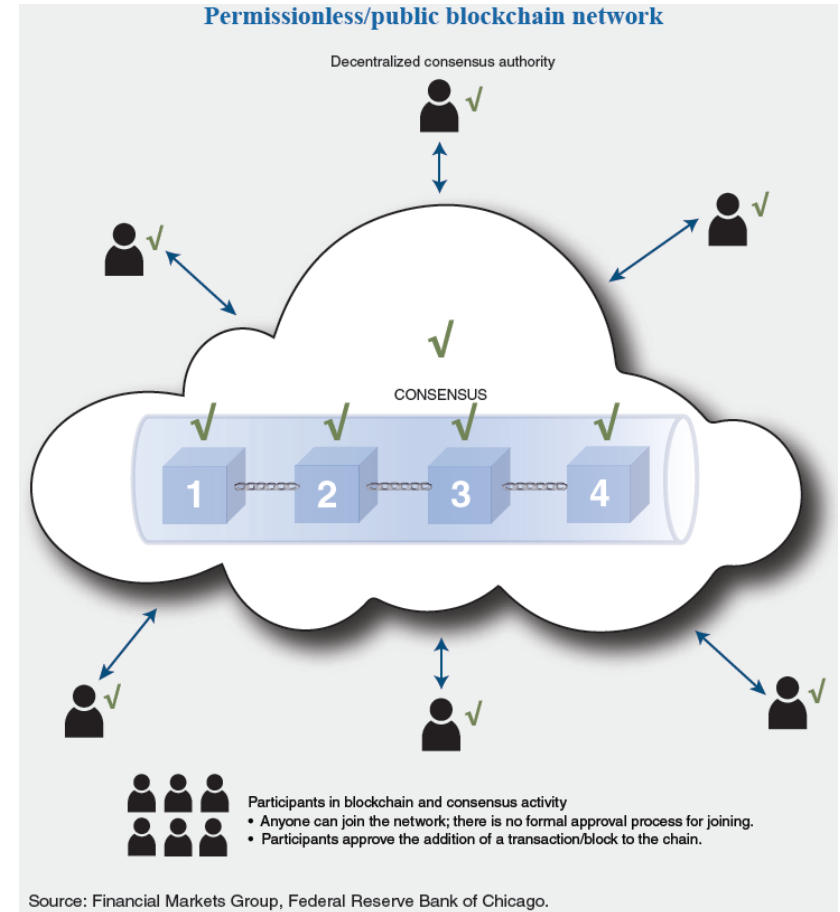 Permissionless/public blockchain network
Decentralized consensus authority
√
√
√
√
CONSENSUS
√
√
√
√
1
2
3
4
√
√
√
Participants in blockchain and consensus activity
• Anyone can join the network; there is no formal approval process for joining.
• Participants approve the addition of a transaction/block to the chain.
Source: Financial Markets Group, Federal Reserve Bank of Chicago.